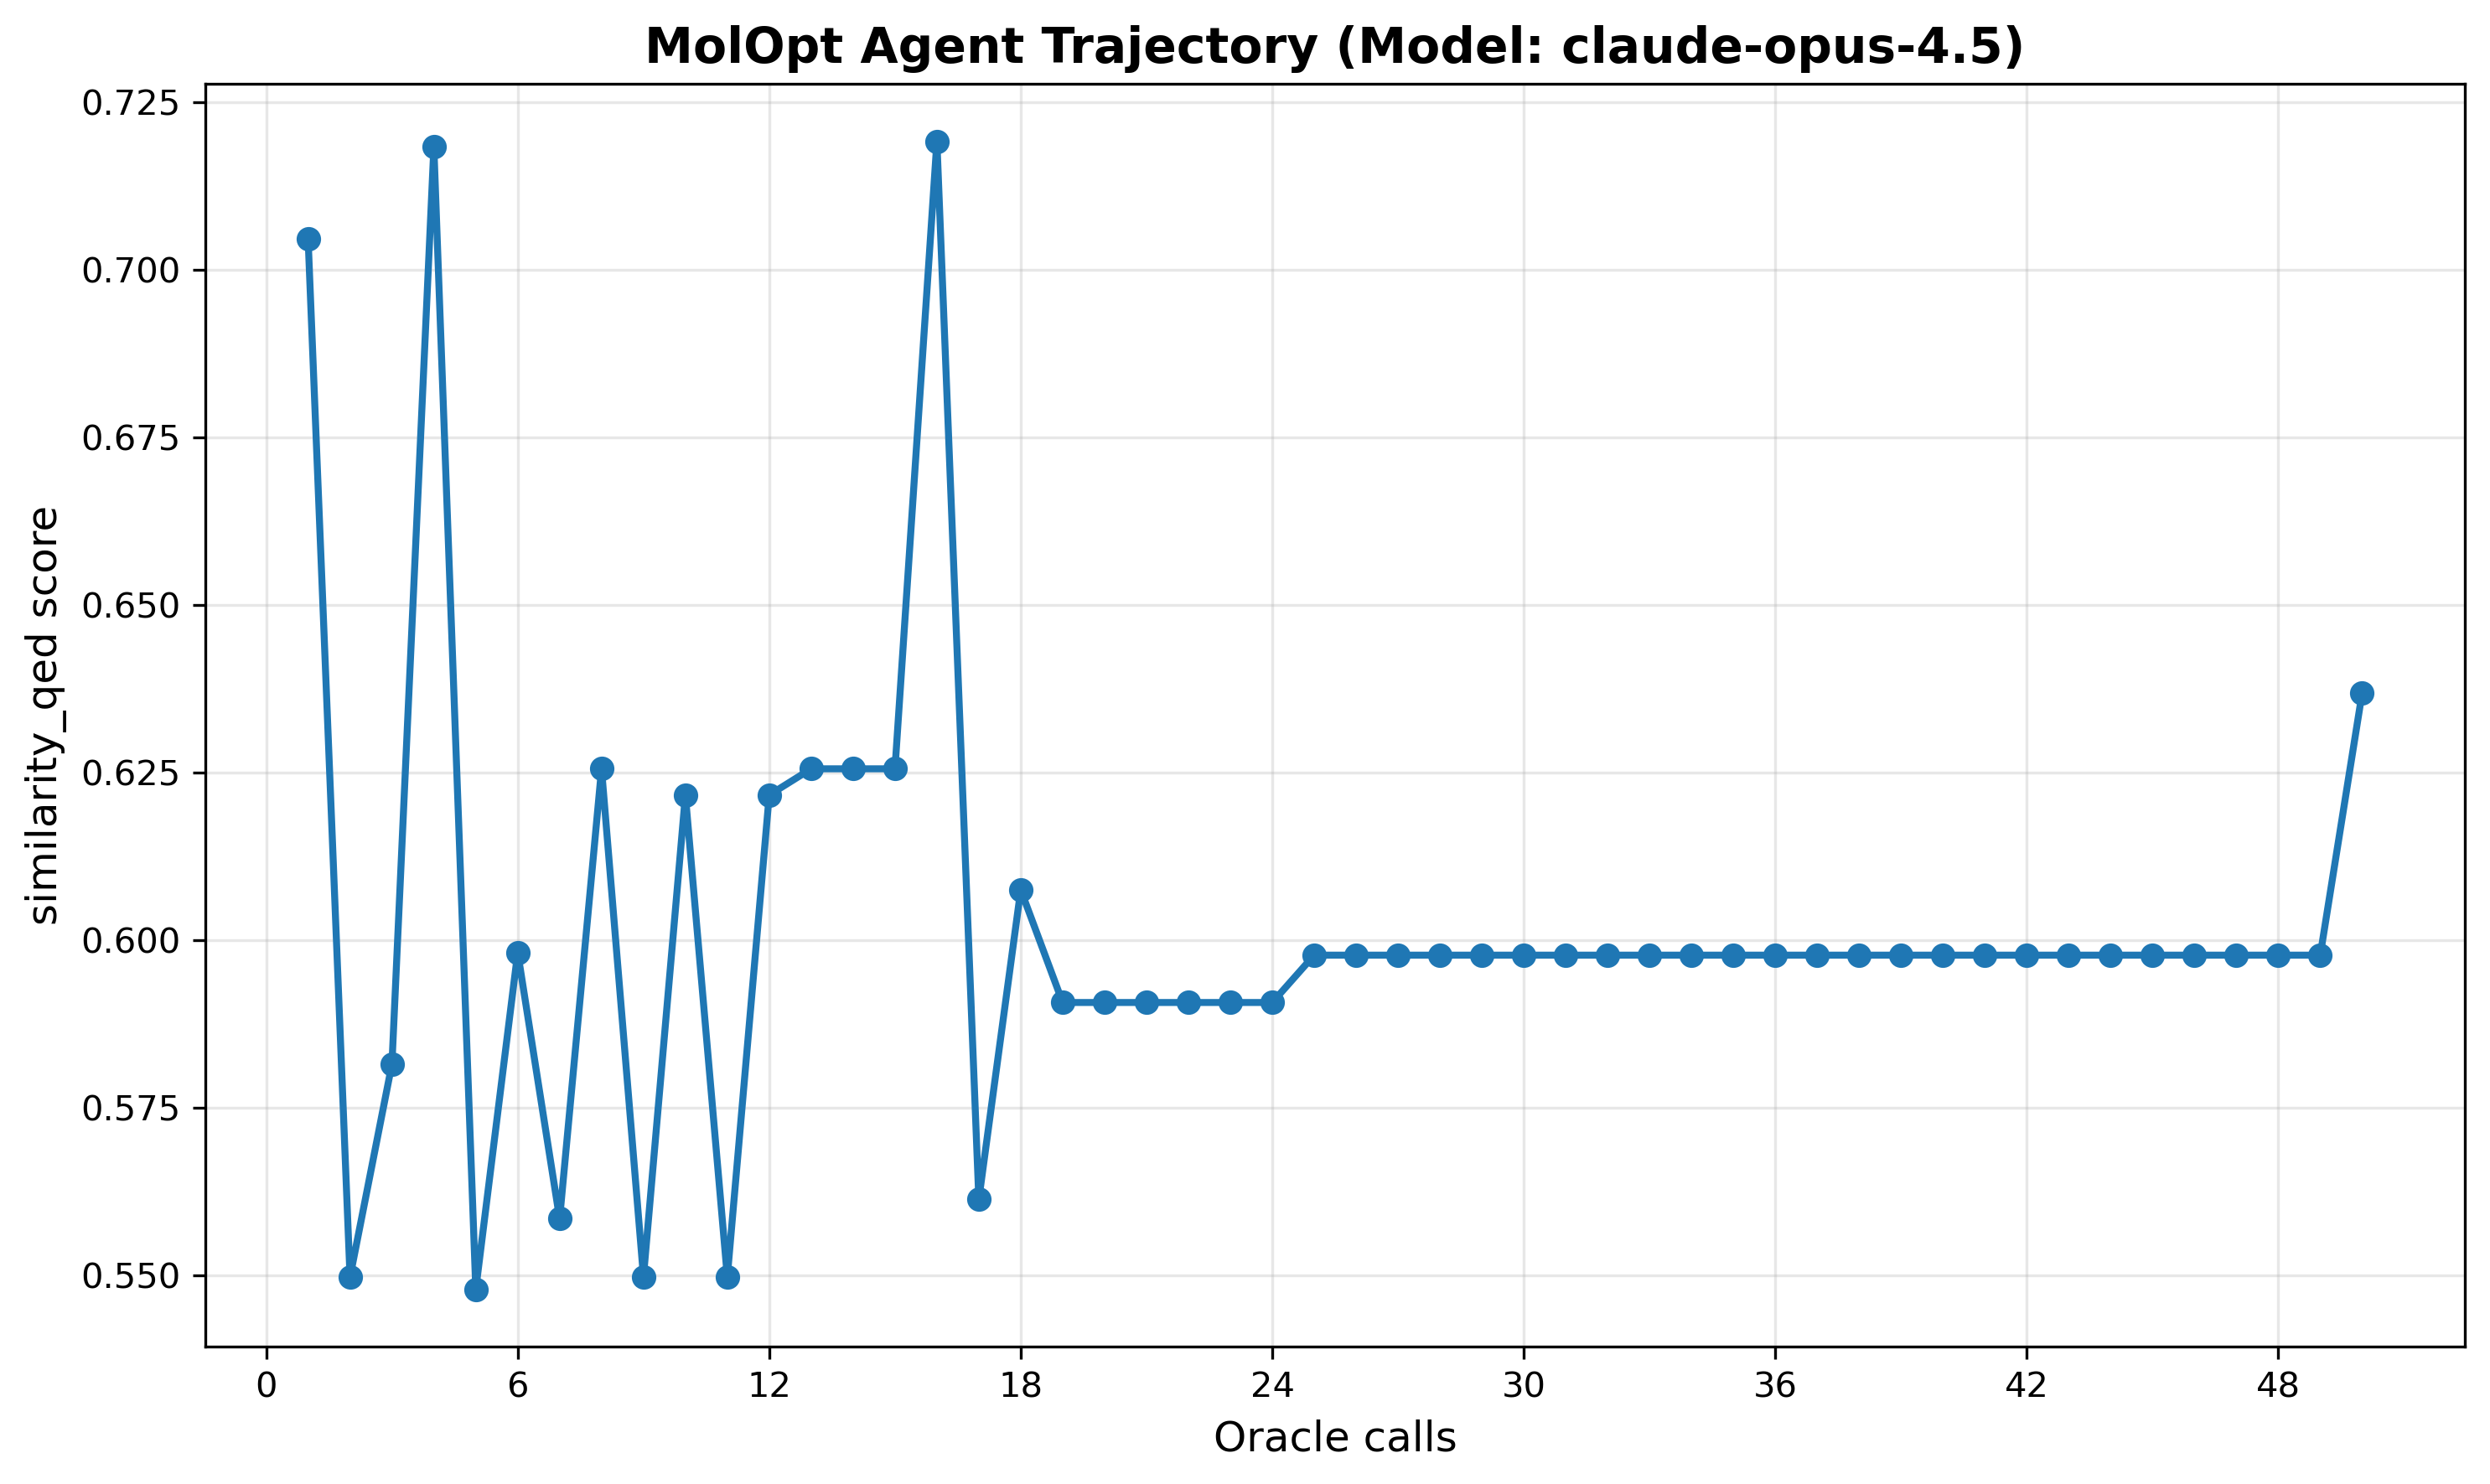 MolOpt Agent Trajectory (Model: claude-opus-4.5)
similarity_qed score
0.725
0.700
0.675
0.650
0.625
0.600
0.575
0.550
0 6 12 18 24 30 36 42 48
Oracle calls